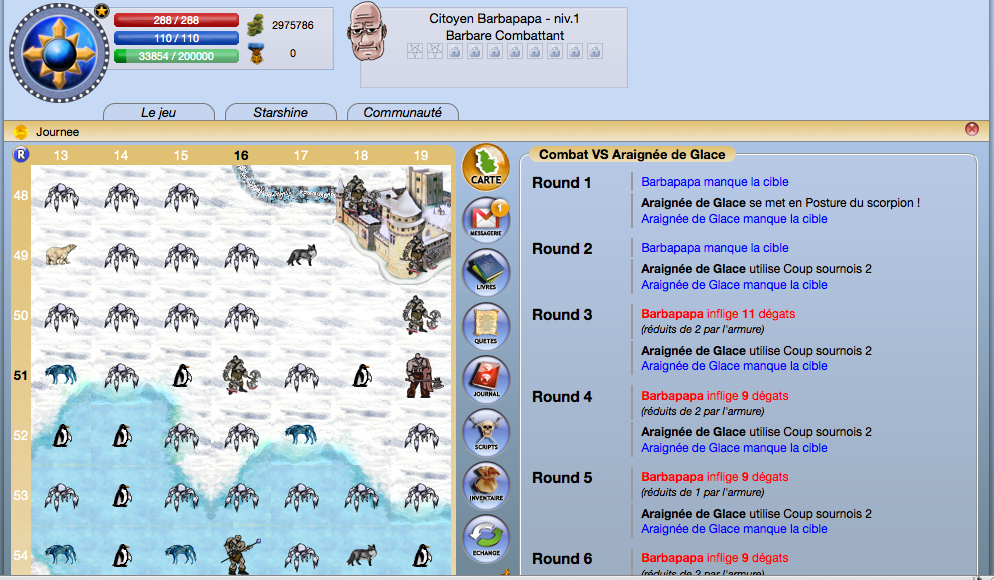 288 / 288
2975786
110 / 110
0
33854 / 200000
Citoyen Barbapapa - niv.1
Barbare Combattant
Le jeu
Starshine
Communauté
Journee
R
13 14 15 16 17 18 19
48
49
50
51
52
53
54
CARTE
1
MESSAGERIE
LIVRES
QUETES
JOURNAL
SCRIPTS
INVENTAIRE
ECHANGE
Combat VS Araignée de Glace
Round 1
Barbapapa manque la cible
Araignée de Glace se met en Posture du scorpion !
Araignée de Glace manque la cible
Round 2
Barbapapa manque la cible
Araignée de Glace utilise Coup sournois 2
Araignée de Glace manque la cible
Round 3
Barbapapa inflige 11 dégats
(réduits de 2 par l'armure)
Araignée de Glace utilise Coup sournois 2
Araignée de Glace manque la cible
Round 4
Barbapapa inflige 9 dégats
(réduits de 2 par l'armure)
Araignée de Glace utilise Coup sournois 2
Araignée de Glace manque la cible
Round 5
Barbapapa inflige 9 dégats
(réduits de 1 par l'armure)
Araignée de Glace utilise Coup sournois 2
Araignée de Glace manque la cible
Round 6
Barbapapa inflige 9 dégats
(réduits de 2 par l'armure)